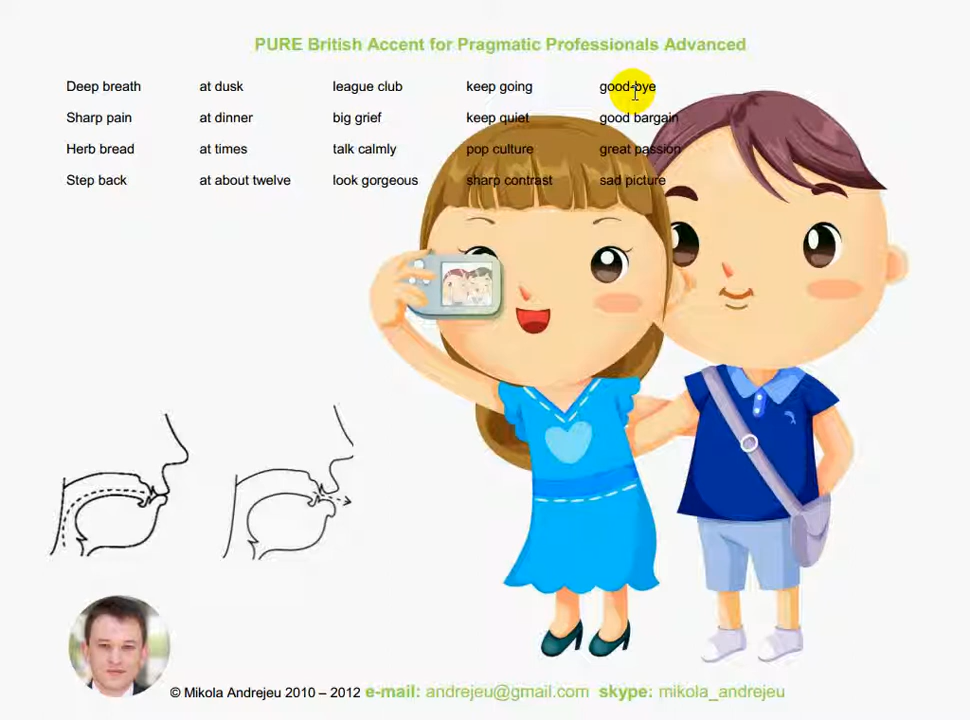 PURE British Accent for Pragmatic Professionals Advanced
Deep breath at dusk league club keep going good-bye
Sharp pain at dinner big grief keep quiet good bargain
Herb bread at times talk calmly pop culture great passion
Step back at about twelve look gorgeous sharp contrast sad picture
© Mikola Andrejeu 2010 – 2012 e-mail: andrejeu@gmail.com skype: mikola_andrejeu